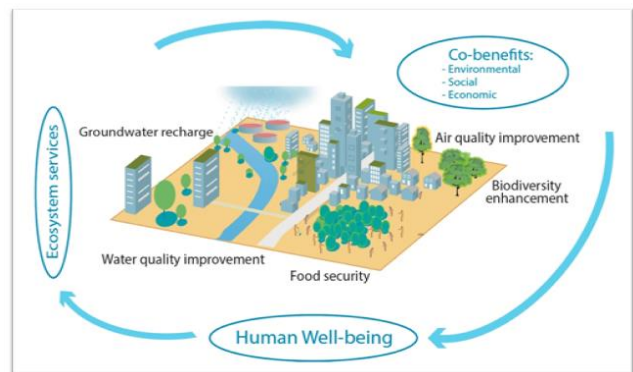 Co-benefits:
- Environmental
- Social
- Economic
Groundwater recharge
Air quality improvement
Ecosystem services
Biodiversity
enhancement
Water quality improvement
Food security
Human Well-being